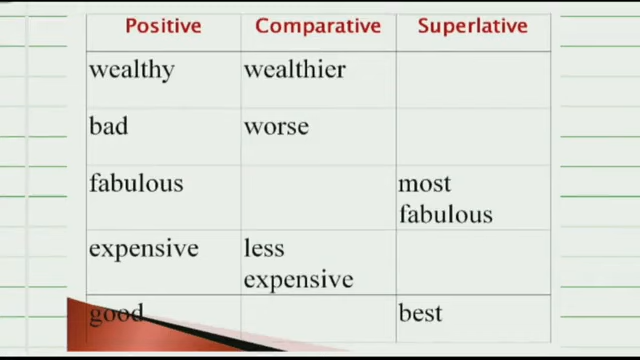 Positive Comparative Superlative
wealthy wealthier
bad worse
fabulous most
fabulous
expensive less
expensive
good best